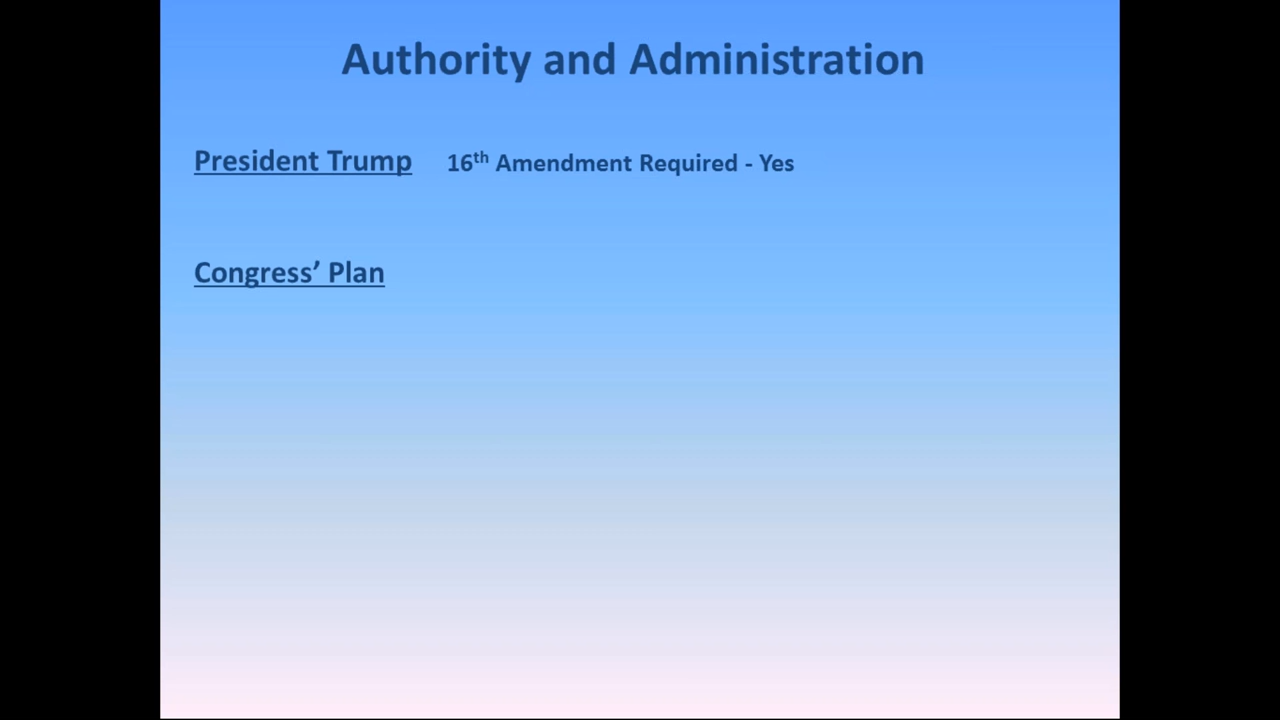 Authority and Administration
President Trump 16th Amendment Required - Yes
Congress’ Plan